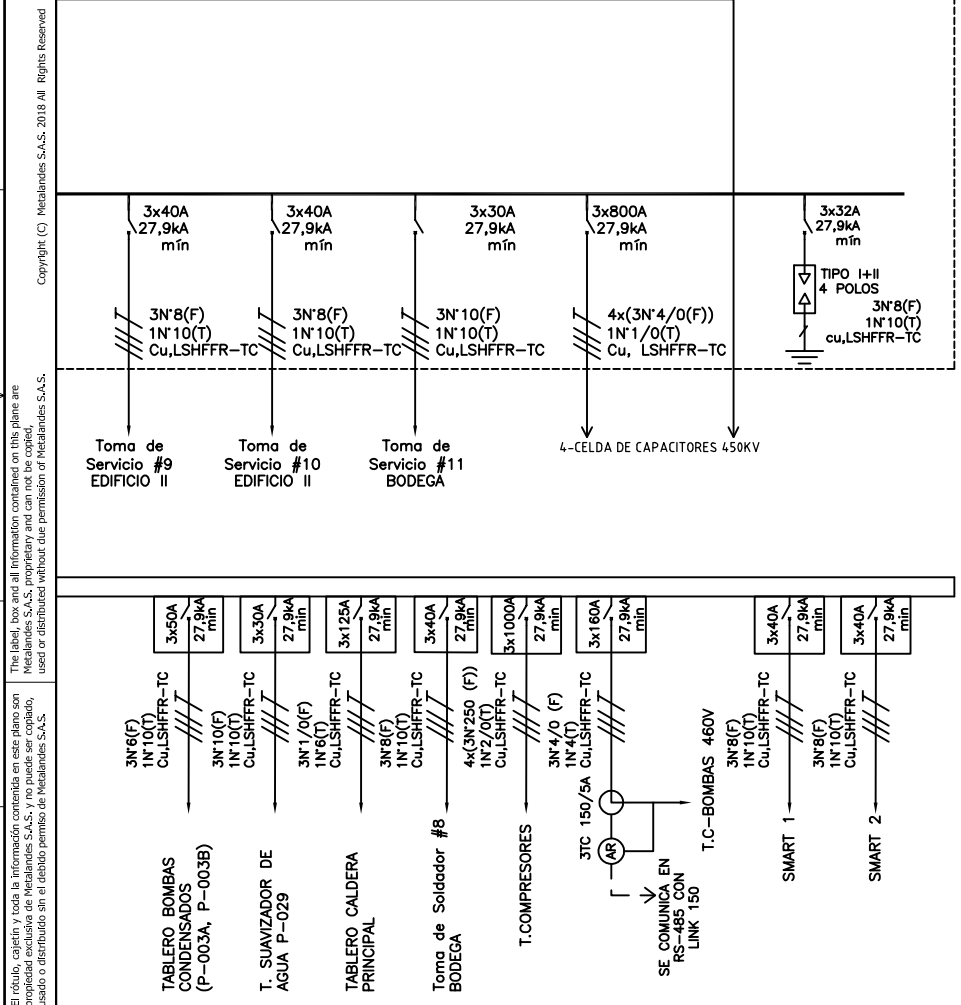 Copyright (C) Metalandes S.A.S. 2018 All Rights Reserved
The label, box and all information contained on this plane are
Metalandes S.A.S. proprietary and can not be copied,
used or distributed without due permission of Metalandes S.A.S.
El rótulo, cajetín y toda la información contenida en este plano son
propiedad exclusiva de Metalandes S.A.S. y no puede ser copiado,
usado o distribuído sin el debido permiso de Metalandes S.A.S.
3x40A
27,9kA
mín
3N°8(F)
1N°10(T)
Cu,LSHFFR-TC
Toma de
Servicio #9
EDIFICIO II
3x40A
27,9kA
mín
3N°8(F)
1N°10(T)
Cu,LSHFFR-TC
Toma de
Servicio #10
EDIFICIO II
3x30A
27,9kA
mín
3N°10(F)
1N°10(T)
Cu,LSHFFR-TC
Toma de
Servicio #11
BODEGA
3x800A
27,9kA
mín
4x(3N°4/0(F))
1N°1/0(T)
Cu, LSHFFR-TC
4-CELDA DE CAPACITORES 450KV
3x32A
27,9kA
mín
TIPO I+II
4 POLOS
3N°8(F)
1N°10(T)
cu,LSHFFR-TC
3x50A
27,9kA
min
3N°6(F)
1N°10(T)
Cu,LSHFFR-TC
TABLERO BOMBAS
CONDENSADOS
(P-003A, P-003B)
3x30A
27,9kA
min
3N°10(F)
1N°10(T)
Cu,LSHFFR-TC
T. SUAVIZADOR DE
AGUA P-029
3x125A
27,9kA
min
3N°1/0(F)
1N°6(T)
Cu,LSHFFR-TC
TABLERO CALDERA
PRINCIPAL
3x40A
27,9kA
min
3N°8(F)
1N°10(T)
Cu,LSHFFR-TC
Toma de Soldador #8
BODEGA
3x1000A
27,9kA
min
4x(3N°250 (F))
1N°2/0(T)
Cu,LSHFFR-TC
T.COMPRESORES
3x160A
27,9kA
min
3N°4/0 (F)
1N°4(T)
Cu,LSHFFR-TC
3TC 150/5A
AR
SE COMUNICA EN
RS-485 CON
LINK 150
T.C-BOMBAS 460V
3x40A
27,9kA
min
3N°8(F)
1N°10(T)
Cu,LSHFFR-TC
SMART 1
3x40A
27,9kA
min
3N°8(F)
1N°10(T)
Cu,LSHFFR-TC
SMART 2